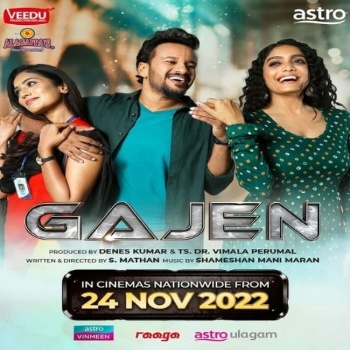 VEEDU
astro
GAJEN
PRODUCED BY DENES KUMAR & TS. DR. VIMALA PERUMAL
WRITTEN & DIRECTED BY S. MATHAN MUSIC BY SHAMESHAN MANI MARAN
IN CINEMAS NATIONWIDE FROM
24 NOV 2022
astro
VINMEEN
raaga
astro ulagam